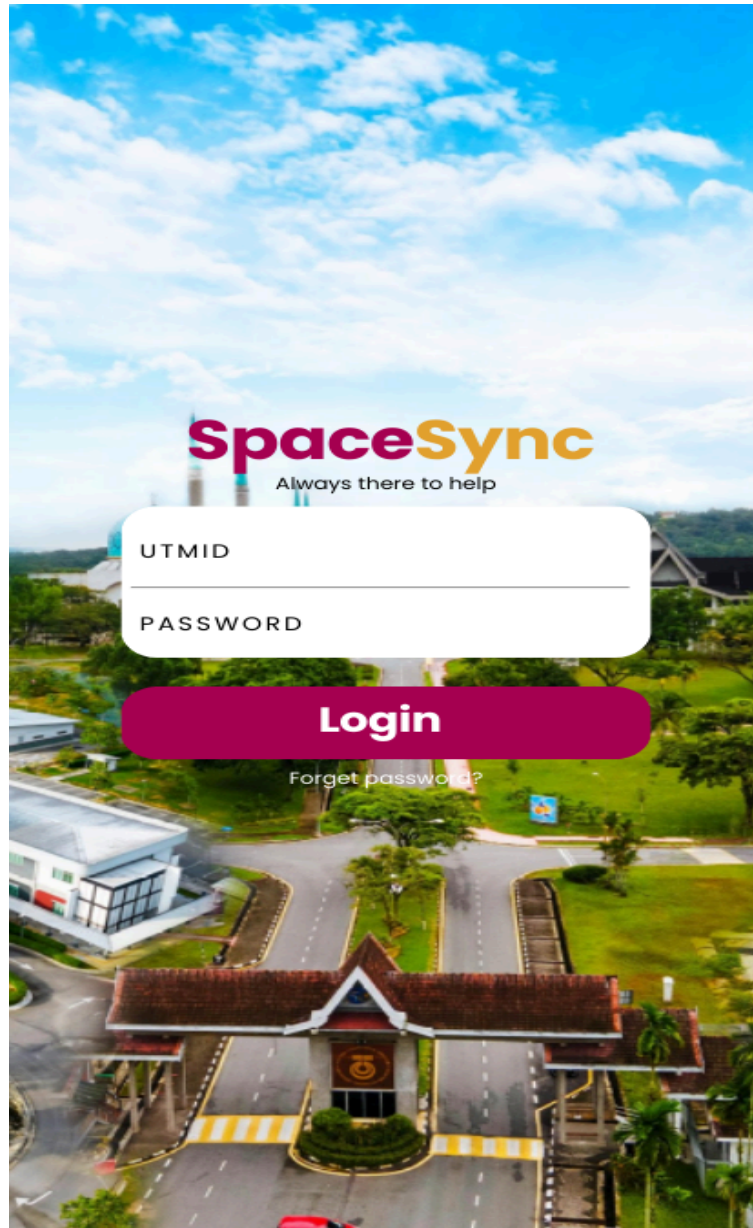 SpaceSync
Always there to help
UTMID
PASSWORD
Login
Forget password?